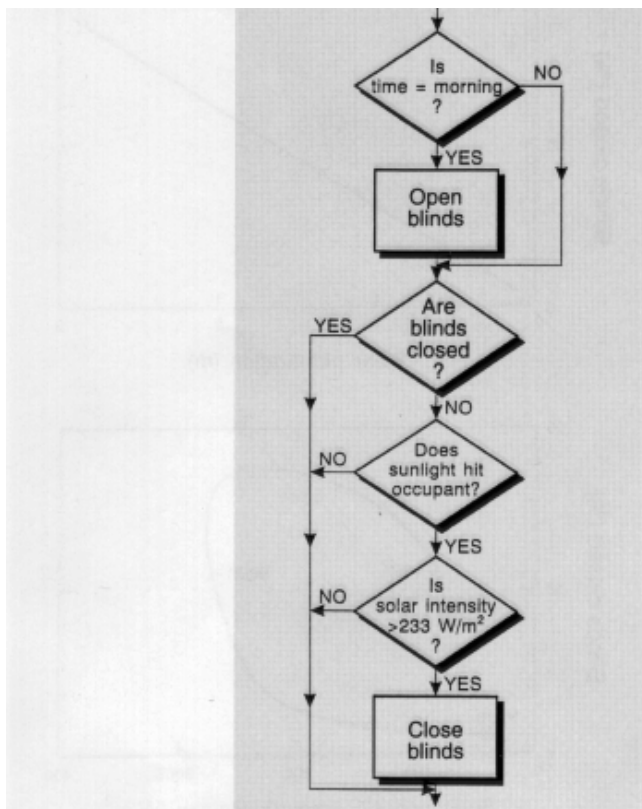 Is
time = morning
?
NO
YES
Open
blinds
Are
blinds
closed
?
YES
NO
Does
sunlight hit
occupant?
NO
YES
Is
solar intensity
>233 W/m²
?
NO
YES
Close
blinds